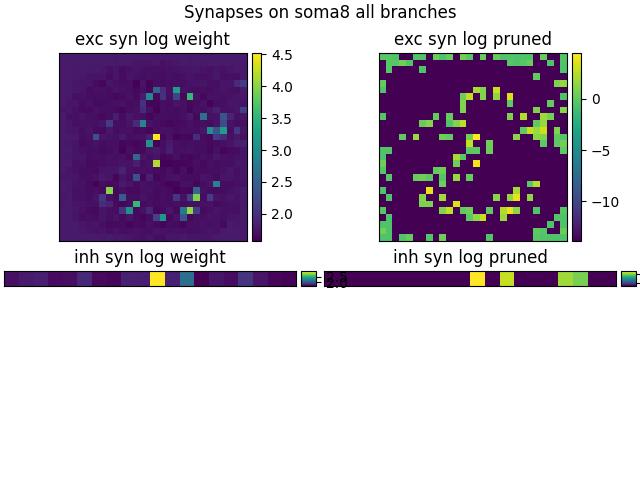 Synapses on soma8 all branches
exc syn log weight
exc syn log pruned
4.5
4.0
3.5
3.0
2.5
2.0
0
−5
−10
inh syn log weight
inh syn log pruned